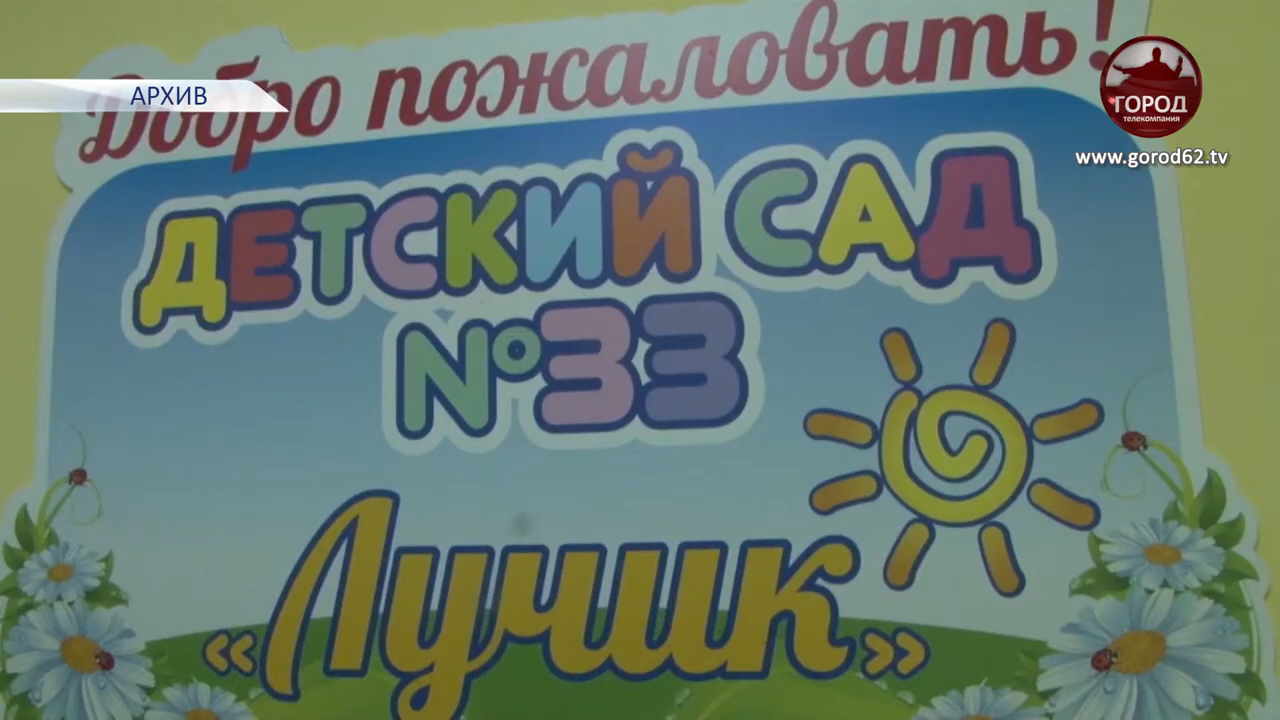 Добро пожаловать!
АРХИВ
ГОРОД
телекомпания
www.gorod62.tv
ДЕТСКИЙ САД
№33
«Лучик»